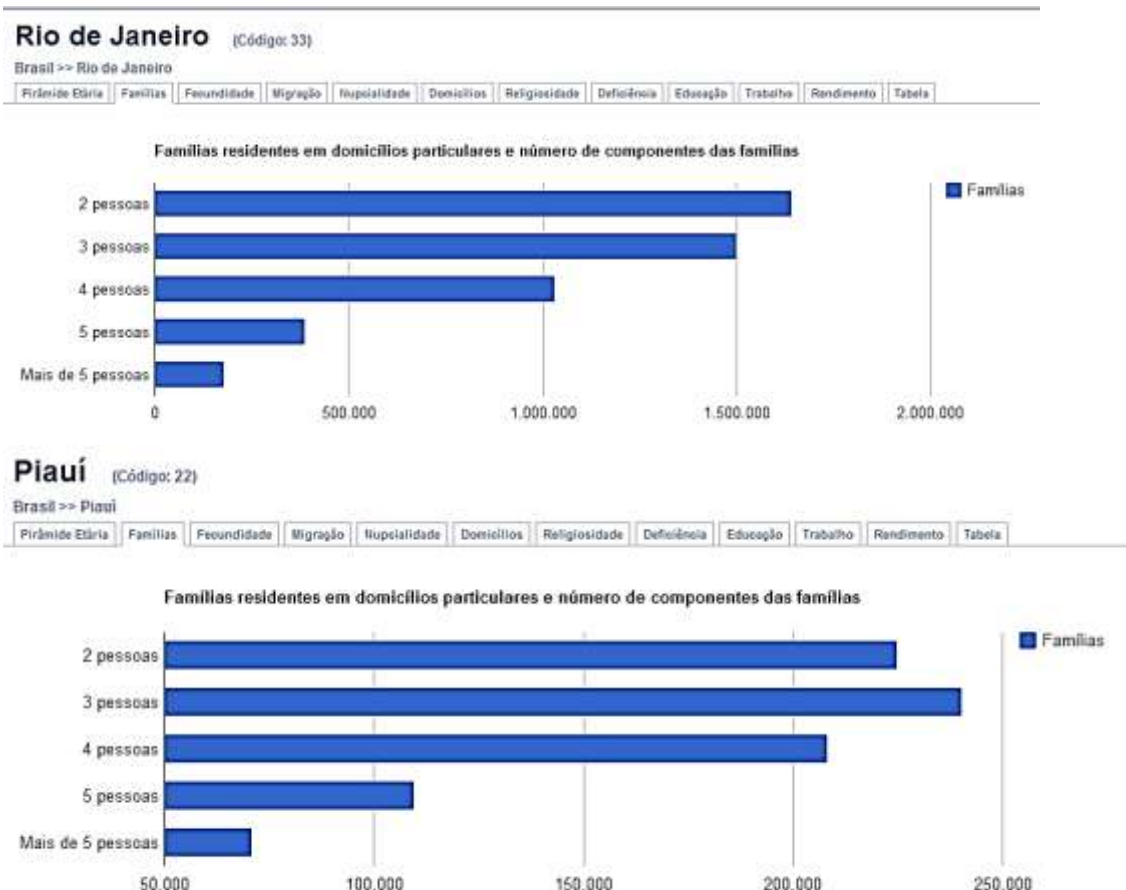 Rio de Janeiro (Código: 33)
Brasil >> Rio de Janeiro
Pirâmide Etária Famílias Fecundidade Migração Nupcialidade Domicílios Religiosidade Deficiência Educação Trabalho Rendimento Tabela
Famílias residentes em domicílios particulares e número de componentes das famílias
2 pessoas
Famílias
3 pessoas
4 pessoas
5 pessoas
Mais de 5 pessoas
0 500.000 1.000.000 1.500.000 2.000.000
Piauí (Código: 22)
Brasil >> Piauí
Pirâmide Etária Famílias Fecundidade Migração Nupcialidade Domicílios Religiosidade Deficiência Educação Trabalho Rendimento Tabela
Famílias residentes em domicílios particulares e número de componentes das famílias
2 pessoas
Famílias
3 pessoas
4 pessoas
5 pessoas
Mais de 5 pessoas
50.000 100.000 150.000 200.000 250.000